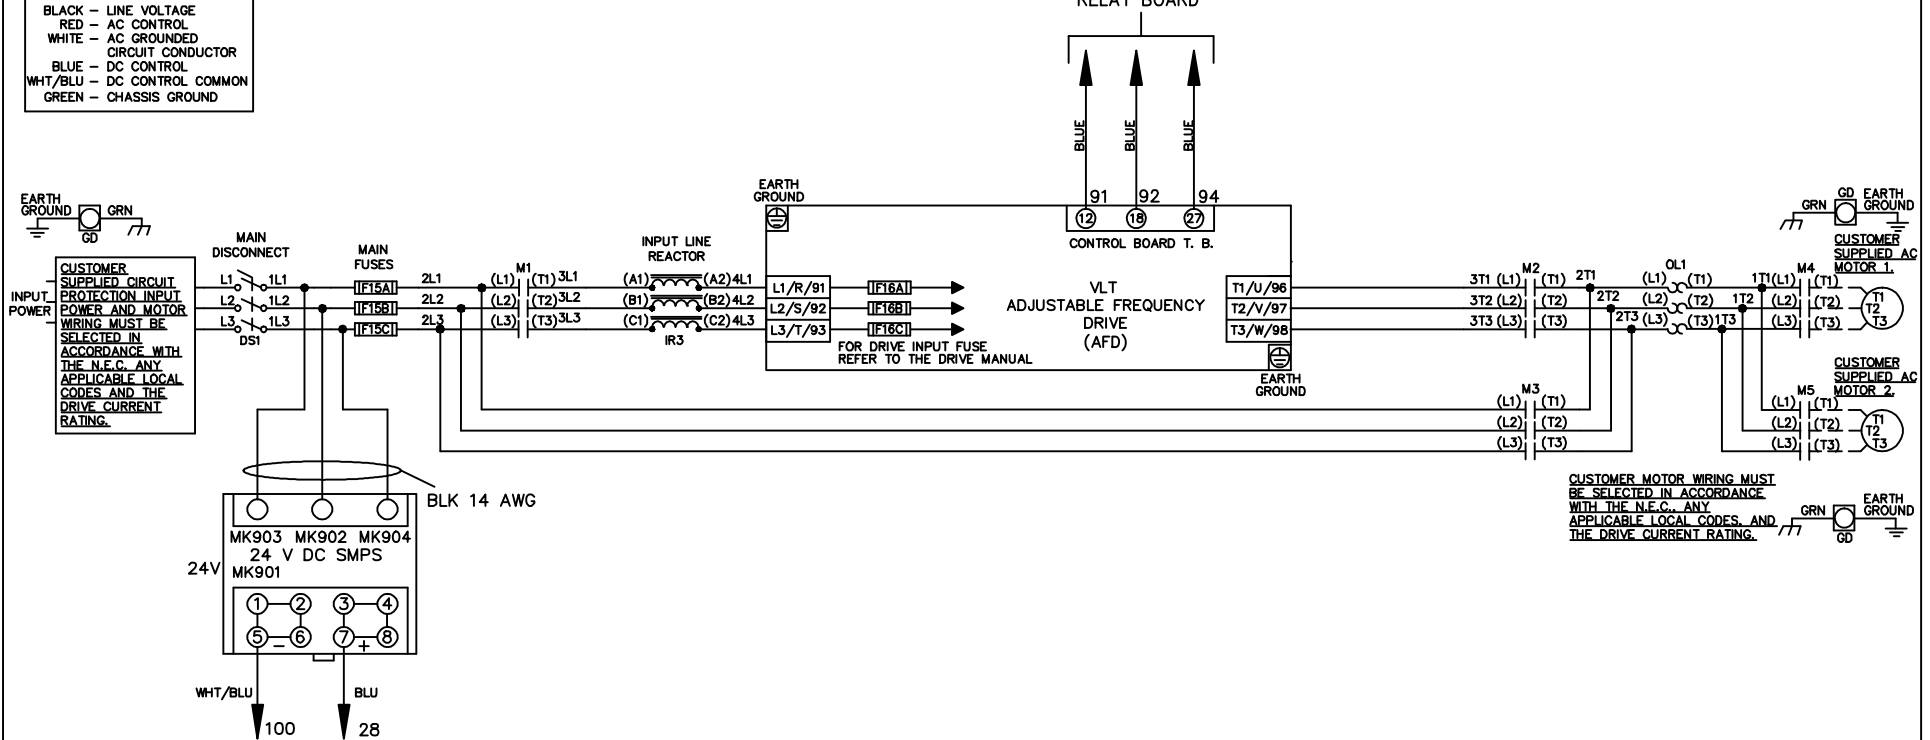 BLACK – LINE VOLTAGE
RED – AC CONTROL
WHITE – AC GROUNDED
CIRCUIT CONDUCTOR
BLUE – DC CONTROL
WHT/BLU – DC CONTROL COMMON
GREEN – CHASSIS GROUND
RELAY BOARD
BLUE
BLUE
BLUE
91 92 94
12 18 27
CONTROL BOARD T. B.
EARTH
GROUND
GRN
GD
INPUT
POWER
CUSTOMER
SUPPLIED CIRCUIT
PROTECTION INPUT
POWER AND MOTOR
WIRING MUST BE
SELECTED IN
ACCORDANCE WITH
THE N.E.C. ANY
APPLICABLE LOCAL
CODES AND THE
DRIVE CURRENT
RATING.
MAIN
DISCONNECT
L1 1L1
L2 1L2
L3 1L3
DS1
MAIN
FUSES
F15A
F15B
F15C
2L1
2L2
2L3
M1
(L1) (T1) 3L1
(L2) (T2) 3L2
(L3) (T3) 3L3
INPUT LINE
REACTOR
(A1) (A2) 4L1
(B1) (B2) 4L2
(C1) (C2) 4L3
IR3
EARTH
GROUND
L1/R/91
L2/S/92
L3/T/93
F16A
F16B
F16C
FOR DRIVE INPUT FUSE
REFER TO THE DRIVE MANUAL
VLT
ADJUSTABLE FREQUENCY
DRIVE
(AFD)
T1/U/96
T2/V/97
T3/W/98
EARTH
GROUND
M2
3T1 (L1) (T1) 2T1
3T2 (L2) (T2) 2T2
3T3 (L3) (T3) 2T3
OL1
(L1) (T1) 1T1
(L2) (T2) 1T2
(L3) (T3) 1T3
M4
(L1) (T1)
(L2) (T2)
(L3) (T3)
GRN
GD
EARTH
GROUND
CUSTOMER
SUPPLIED AC
MOTOR 1.
T1
T2
T3
M3
(L1) (T1)
(L2) (T2)
(L3) (T3)
M5
(L1) (T1)
(L2) (T2)
(L3) (T3)
CUSTOMER
SUPPLIED AC
MOTOR 2.
T1
T2
T3
CUSTOMER MOTOR WIRING MUST
BE SELECTED IN ACCORDANCE
WITH THE N.E.C., ANY
APPLICABLE LOCAL CODES, AND
THE DRIVE CURRENT RATING.
GRN
GD
EARTH
GROUND
BLK 14 AWG
MK903 MK902 MK904
24 V DC SMPS
24V
MK901
1 2 3 4
5 – 6 7 + 8
WHT/BLU BLU
100 28